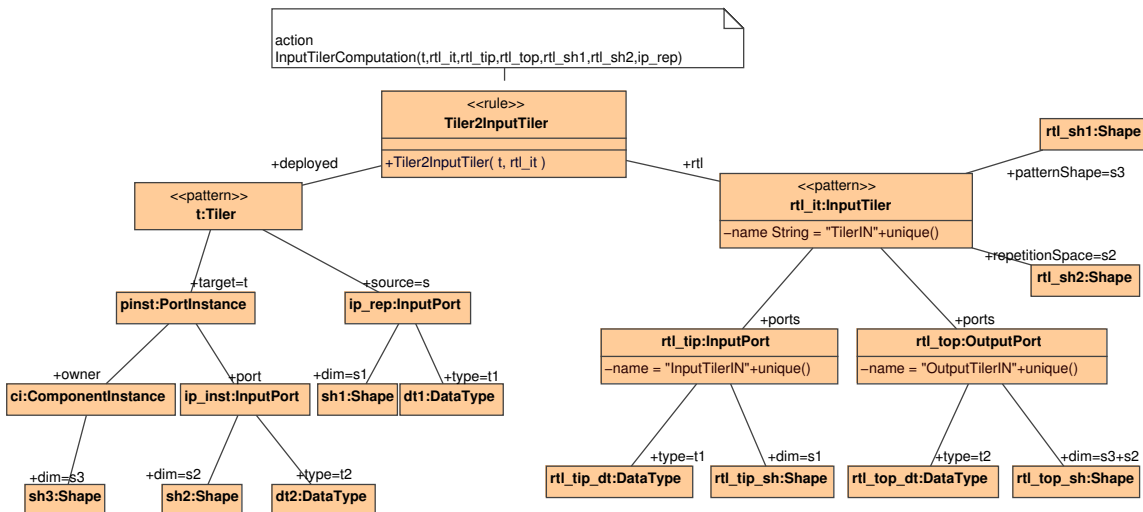 action
InputTilerComputation(t,rtl_it,rtl_tip,rtl_top,rtl_sh1,rtl_sh2,ip_rep)
<<rule>>
Tiler2InputTiler
+Tiler2InputTiler( t, rtl_it )
+deployed
+rtl
rtl_sh1:Shape
+patternShape=s3
<<pattern>>
t:Tiler
<<pattern>>
rtl_it:InputTiler
−name String = "TilerIN"+unique()
+repetitionSpace=s2
rtl_sh2:Shape
+target=t
+source=s
pinst:PortInstance
ip_rep:InputPort
+ports
+ports
rtl_tip:InputPort
−name = "InputTilerIN"+unique()
rtl_top:OutputPort
−name = "OutputTilerIN"+unique()
+owner
+port
+dim=s1
+type=t1
ci:ComponentInstance
ip_inst:InputPort
sh1:Shape
dt1:DataType
+dim=s3
+dim=s2
+type=t2
sh3:Shape
sh2:Shape
dt2:DataType
+type=t1
+dim=s1
+type=t2
+dim=s3+s2
rtl_tip_dt:DataType
rtl_tip_sh:Shape
rtl_top_dt:DataType
rtl_top_sh:Shape